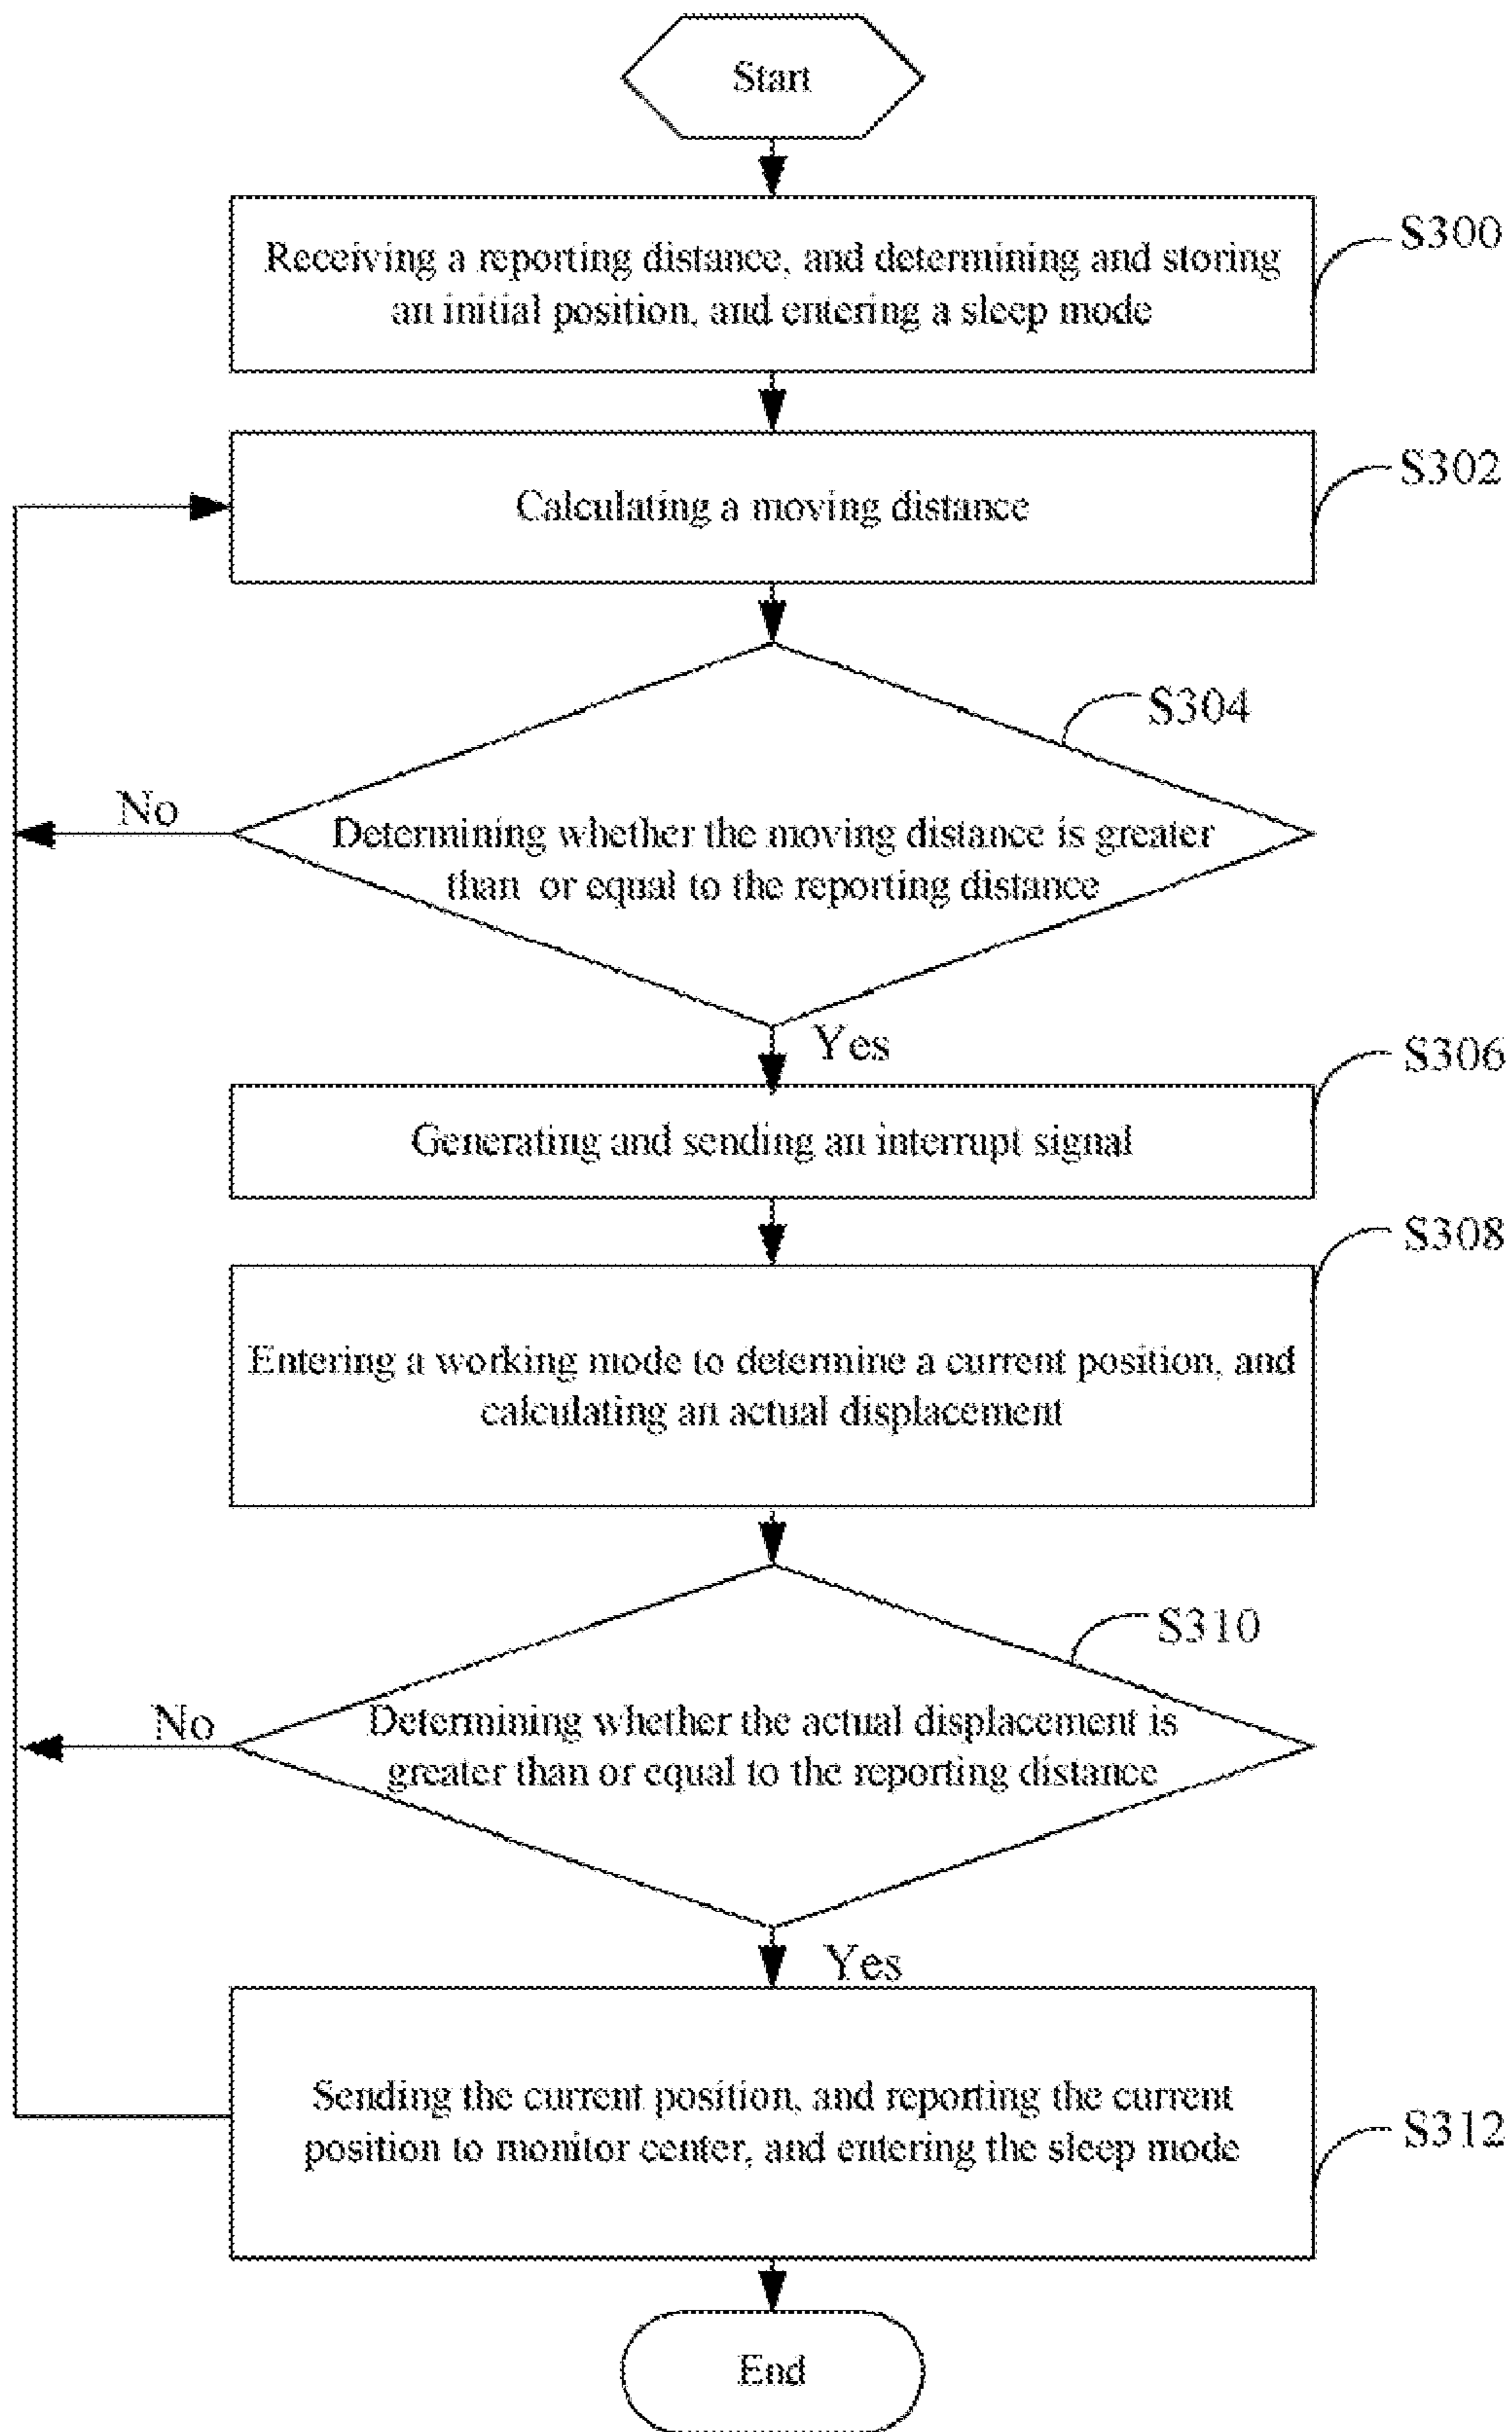 Start
Receiving a reporting distance, and determining and storing
an initial position, and entering a sleep mode
S300
Calculating a moving distance
S302
S304
No
Determining whether the moving distance is greater
than or equal to the reporting distance
Yes
S306
Generating and sending an interrupt signal
S308
Entering a working mode to determine a current position, and
calculating an actual displacement
S310
No
Determining whether the actual displacement is
greater than or equal to the reporting distance
Yes
Sending the current position, and reporting the current
position to monitor center, and entering the sleep mode
S312
End